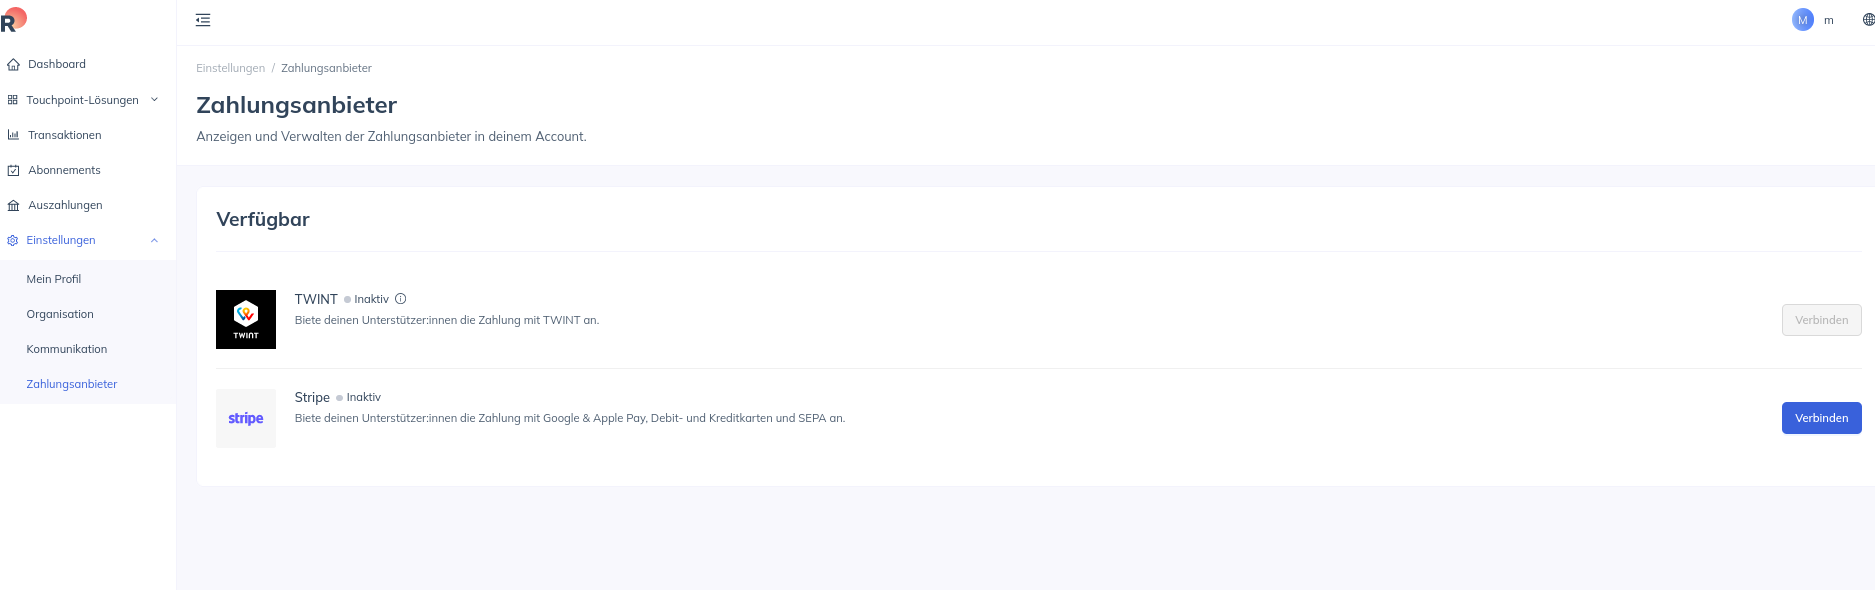 R
M m
Dashboard
Touchpoint-Lösungen
Transaktionen
Abonnements
Auszahlungen
Einstellungen
Mein Profil
Organisation
Kommunikation
Zahlungsanbieter
Einstellungen / Zahlungsanbieter
Zahlungsanbieter
Anzeigen und Verwalten der Zahlungsanbieter in deinem Account.
Verfügbar
TWINT
TWINT Inaktiv
Biete deinen Unterstützer:innen die Zahlung mit TWINT an.
Verbinden
stripe
Stripe Inaktiv
Biete deinen Unterstützer:innen die Zahlung mit Google & Apple Pay, Debit- und Kreditkarten und SEPA an.
Verbinden